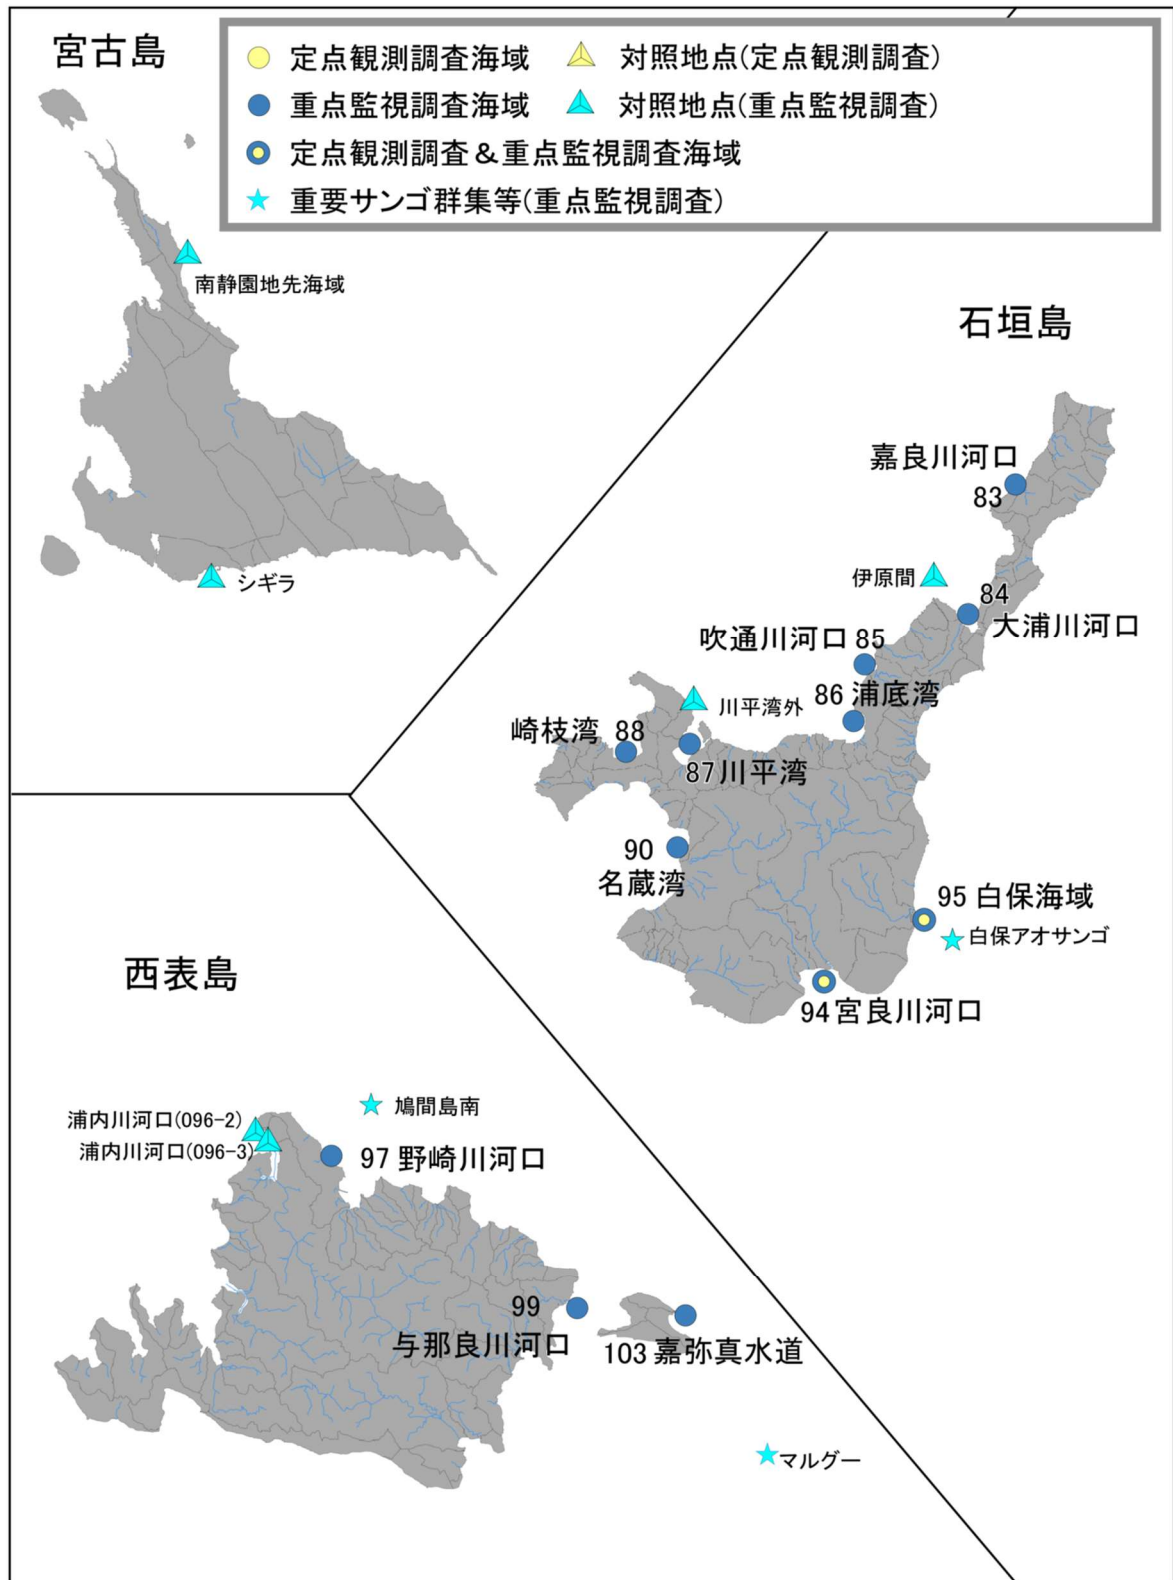 宮古島
定点観測調査海域
対照地点(定点観測調査)
重点監視調査海域
対照地点(重点監視調査)
定点観測調査＆重点監視調査海域
重要サンゴ群集等(重点監視調査)
南静園地先海域
シギラ
石垣島
嘉良川河口
83
伊原間
84
大浦川河口
吹通川河口 85
86 浦底湾
川平湾外
崎枝湾 88
87 川平湾
90
名蔵湾
95 白保海域
白保アオサンゴ
94 宮良川河口
西表島
鳩間島南
浦内川河口(096-2)
浦内川河口(096-3)
97 野崎川河口
99
与那良川河口
103 嘉弥真水道
マルグー